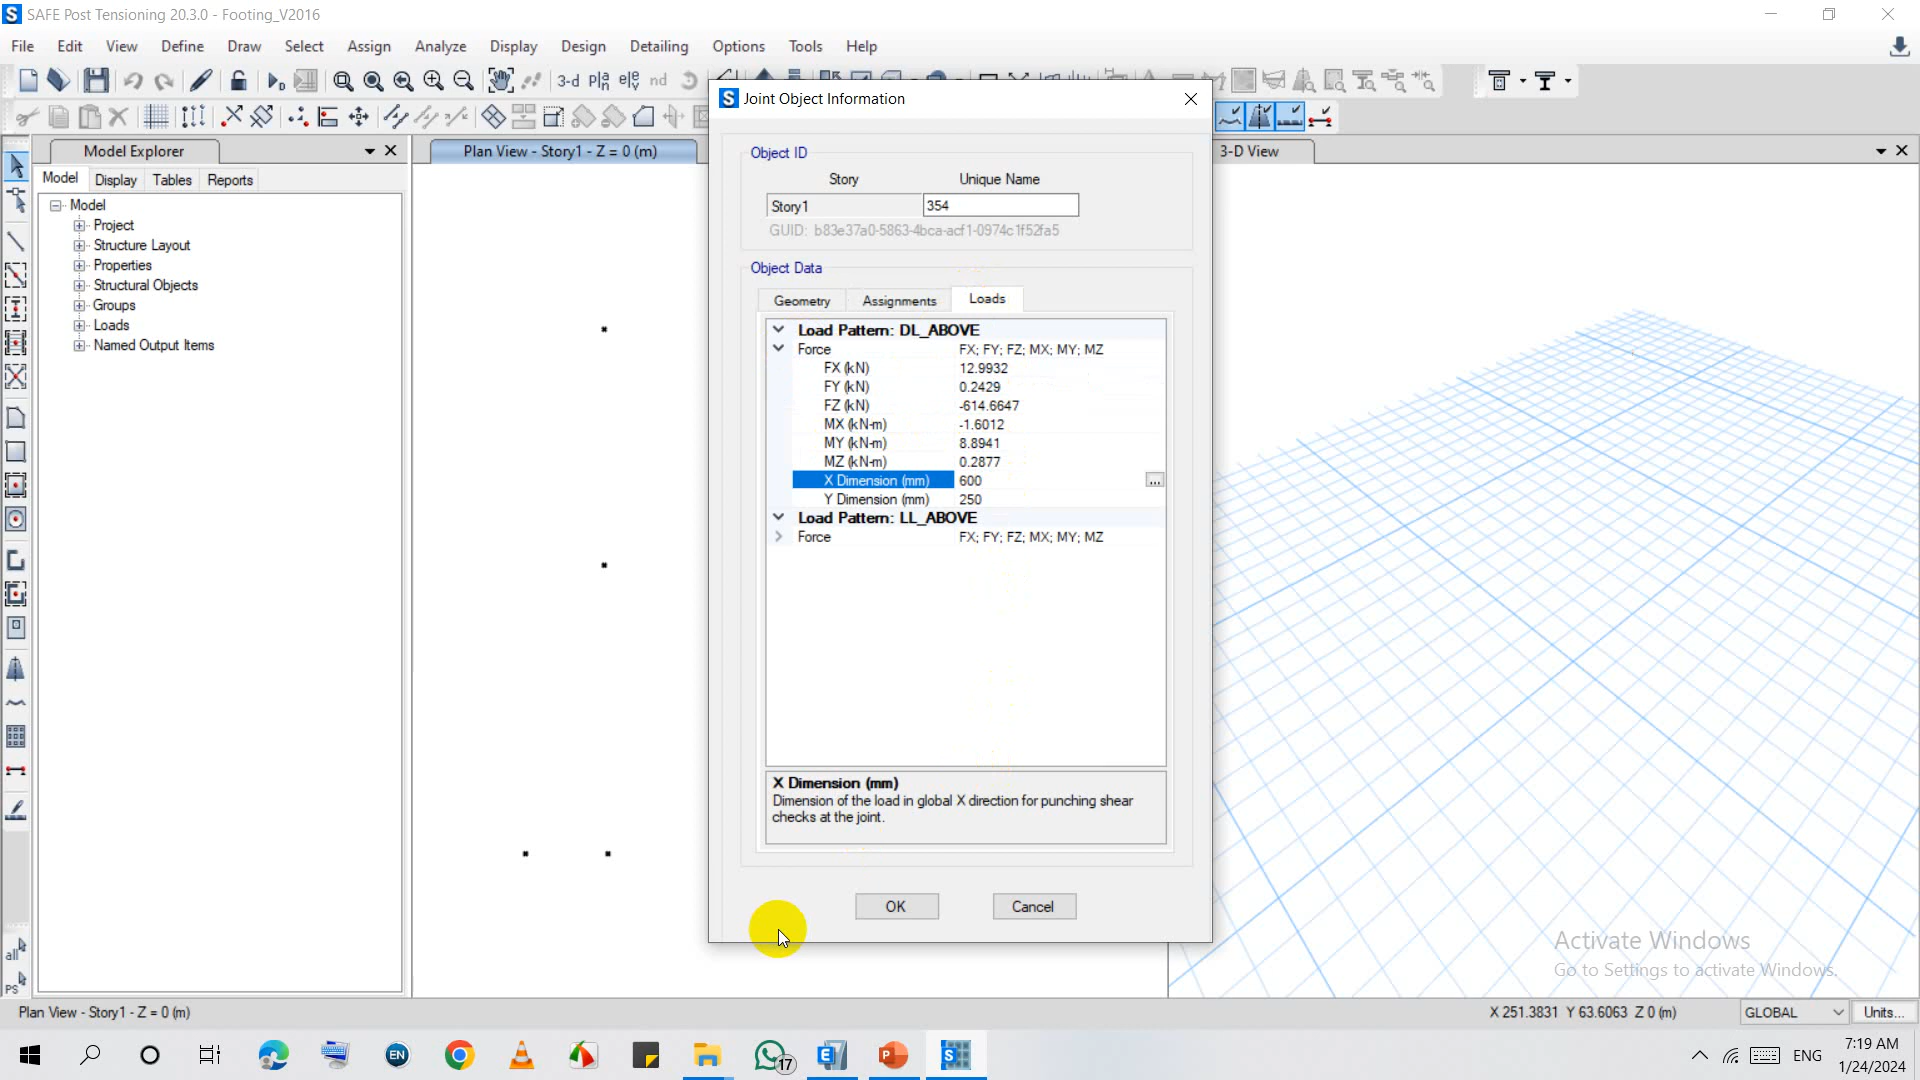 SAFE Post Tensioning 20.3.0 - Footing_V2016
File Edit View Define Draw Select Assign Analyze Display Design Detailing Options Tools Help
3-d
nd
Joint Object Information
Model Explorer
Plan View - Story1 - Z = 0 (m)
3-D View
Model Display Tables Reports
Model
Project
Structure Layout
Properties
Structural Objects
Groups
Loads
Named Output Items
Object ID
Story Unique Name
Story1 354
GUID: b83e37a0-5863-4bca-acf1-0974c1f52fa5
Object Data
Geometry Assignments Loads
Load Pattern: DL_ABOVE
Force FX; FY; FZ; MX; MY; MZ
FX (kN) 12.9932
FY (kN) 0.2429
FZ (kN) -614.6647
MX (kN-m) -1.6012
MY (kN-m) 8.8941
MZ (kN-m) 0.2877
X Dimension (mm) 600 ...
Y Dimension (mm) 250
Load Pattern: LL_ABOVE
Force FX; FY; FZ; MX; MY; MZ
X Dimension (mm)
Dimension of the load in global X direction for punching shear
checks at the joint.
OK Cancel
all
PS
Activate Windows
Go to Settings to activate Windows.
Plan View - Story1 - Z = 0 (m)
X 251.3831 Y 63.6063 Z 0 (m)
GLOBAL
Units...
EN
17
ENG
7:19 AM
1/24/2024